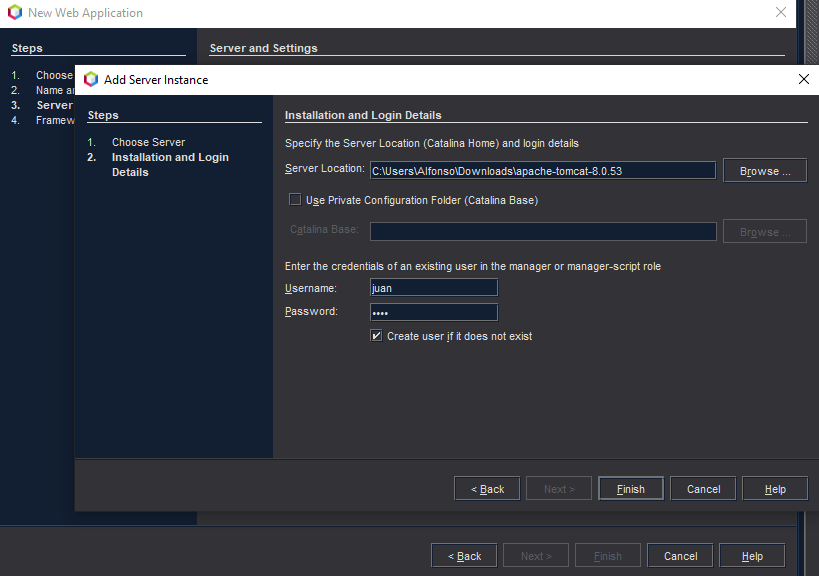 New Web Application
Steps
1. Choose
2. Name
3. Server
4. Framew
Server and Settings
Add Server Instance
Steps
1. Choose Server
2. Installation and Login
Details
Installation and Login Details
Specify the Server Location (Catalina Home) and login details
Server Location: C:\Users\Alfonso\Downloads\apache-tomcat-8.0.53 Browse ...
Use Private Configuration Folder (Catalina Base)
Catalina Base: Browse ...
Enter the credentials of an existing user in the manager or manager-script role
Username: juan
Password: ••••
Create user if it does not exist
< Back Next > Finish Cancel Help
< Back Next > Finish Cancel Help